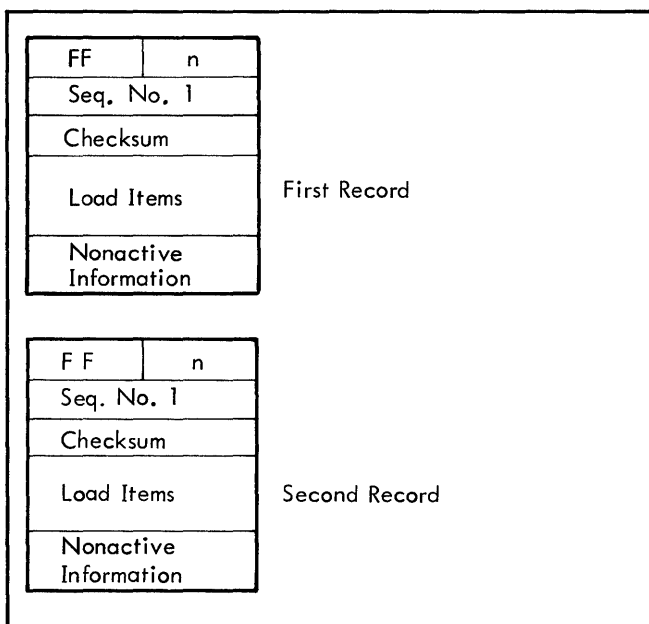 FF n
Seq. No. 1
Checksum
Load Items
First Record
Nonactive
Information
F F n
Seq. No. 1
Checksum
Load Items
Second Record
Nonactive
Information